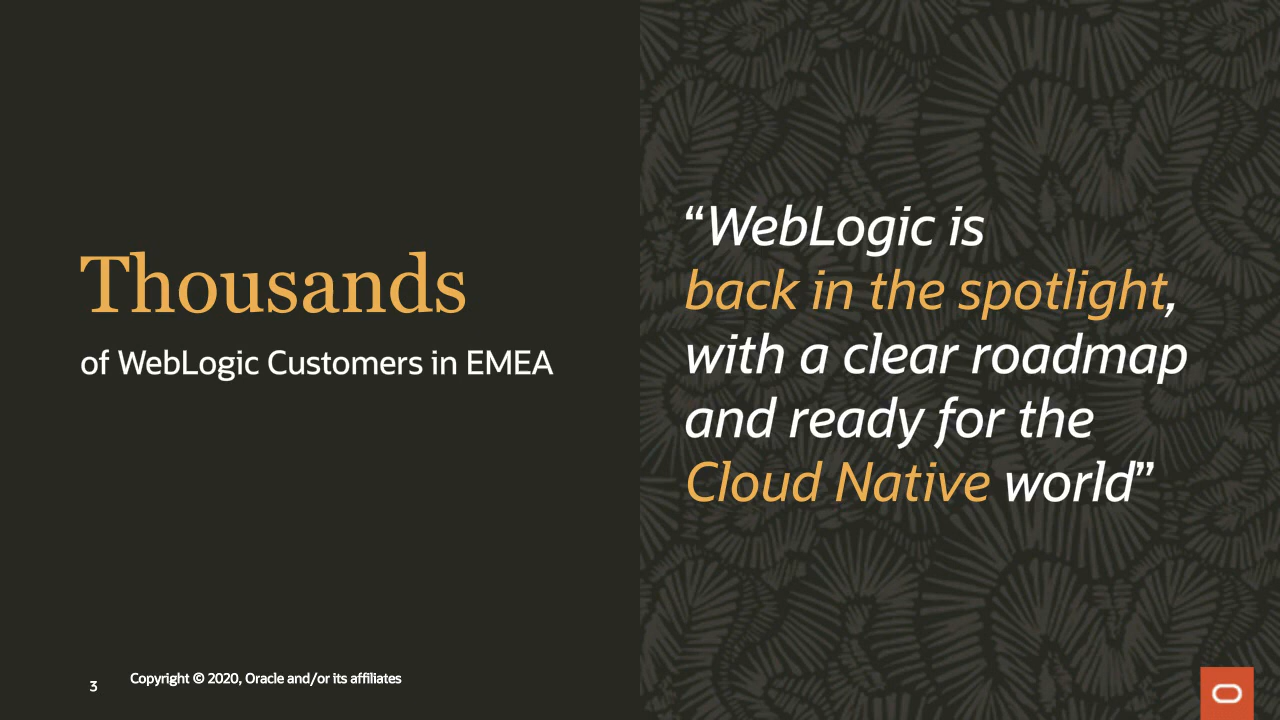 Thousands
of WebLogic Customers in EMEA
“WebLogic is
back in the spotlight,
with a clear roadmap
and ready for the
Cloud Native world”
3
Copyright © 2020, Oracle and/or its affiliates